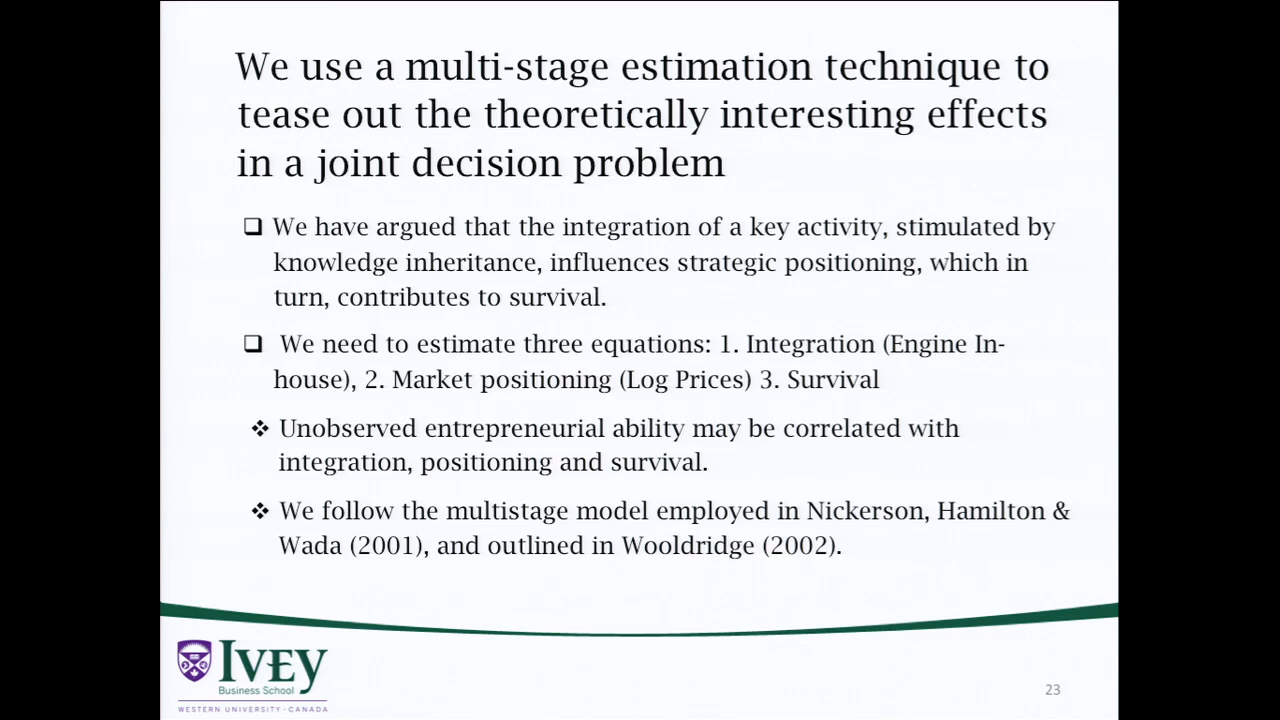 We use a multi-stage estimation technique to
tease out the theoretically interesting effects
in a joint decision problem
We have argued that the integration of a key activity, stimulated by
knowledge inheritance, influences strategic positioning, which in
turn, contributes to survival.
We need to estimate three equations: 1. Integration (Engine In-
house), 2. Market positioning (Log Prices) 3. Survival
Unobserved entrepreneurial ability may be correlated with
integration, positioning and survival.
We follow the multistage model employed in Nickerson, Hamilton &
Wada (2001), and outlined in Wooldridge (2002).
IVEY
Business School
WESTERN UNIVERSITY · CANADA
23